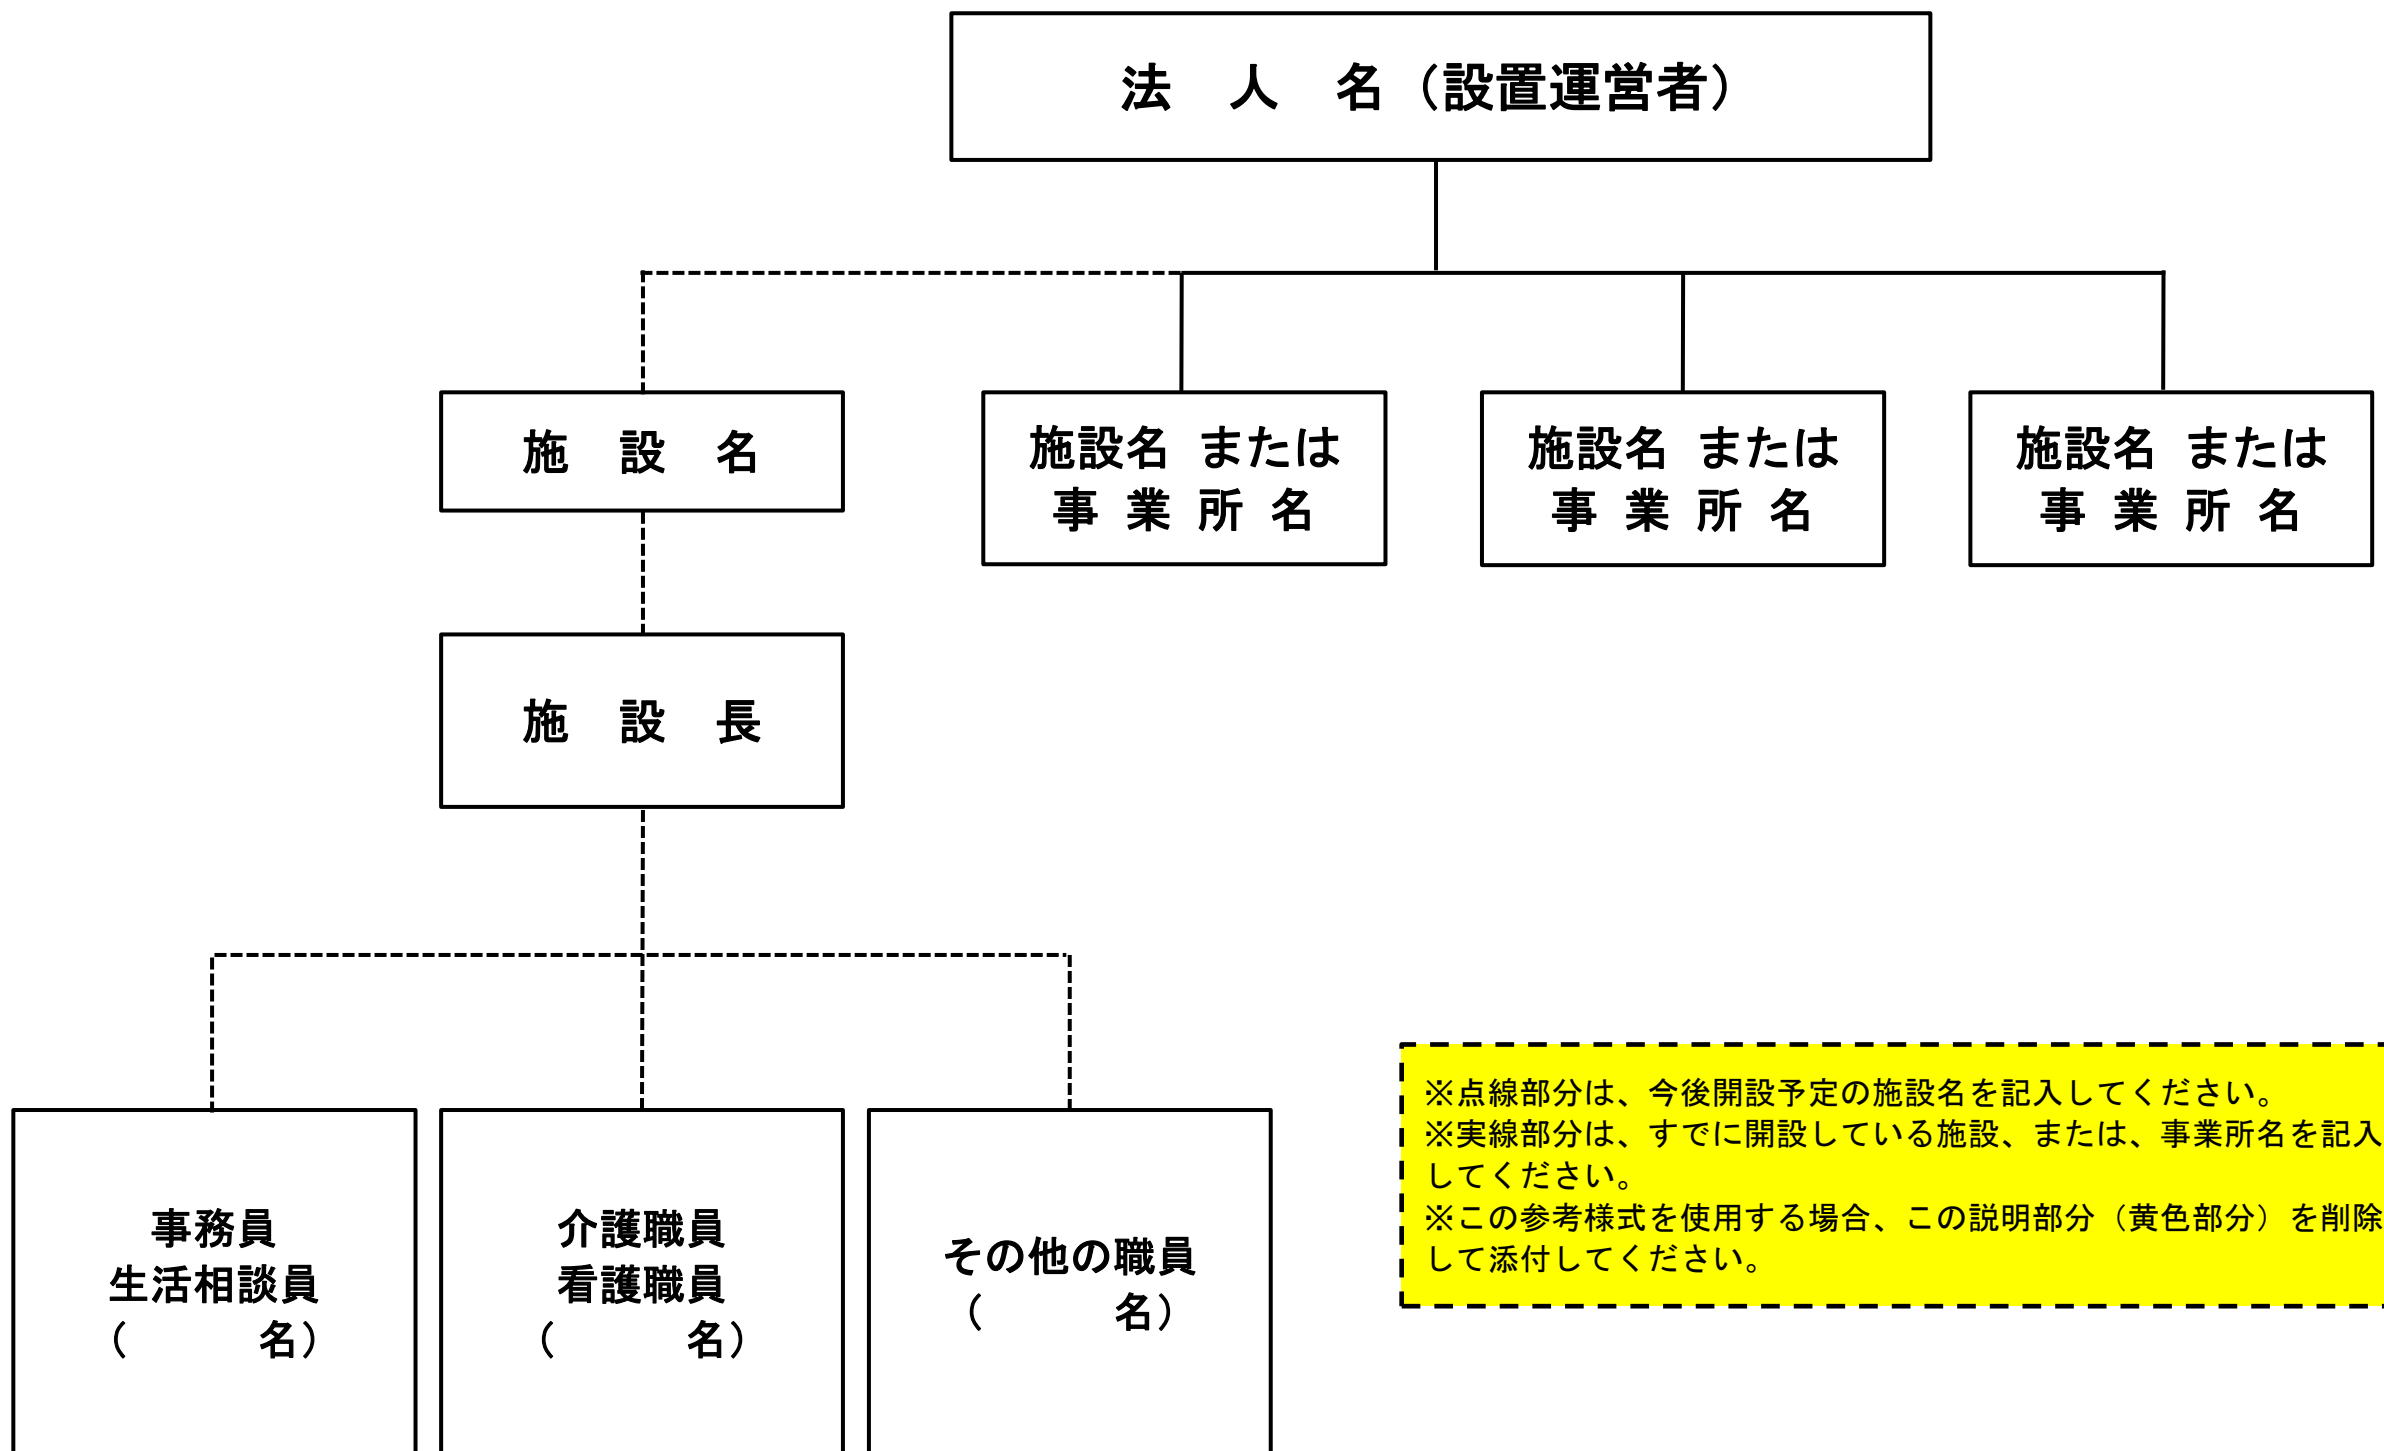 法　人　名（設置運営者）
施　設　名
施設名 または
事 業 所 名
施設名 または
事 業 所 名
施設名 または
事 業 所 名
施　設　長
事務員
生活相談員
（　　　名）
介護職員
看護職員
（　　　名）
その他の職員
（　　　名）
※点線部分は、今後開設予定の施設名を記入してください。
※実線部分は、すでに開設している施設、または、事業所名を記入
してください。
※この参考様式を使用する場合、この説明部分（黄色部分）を削除
して添付してください。